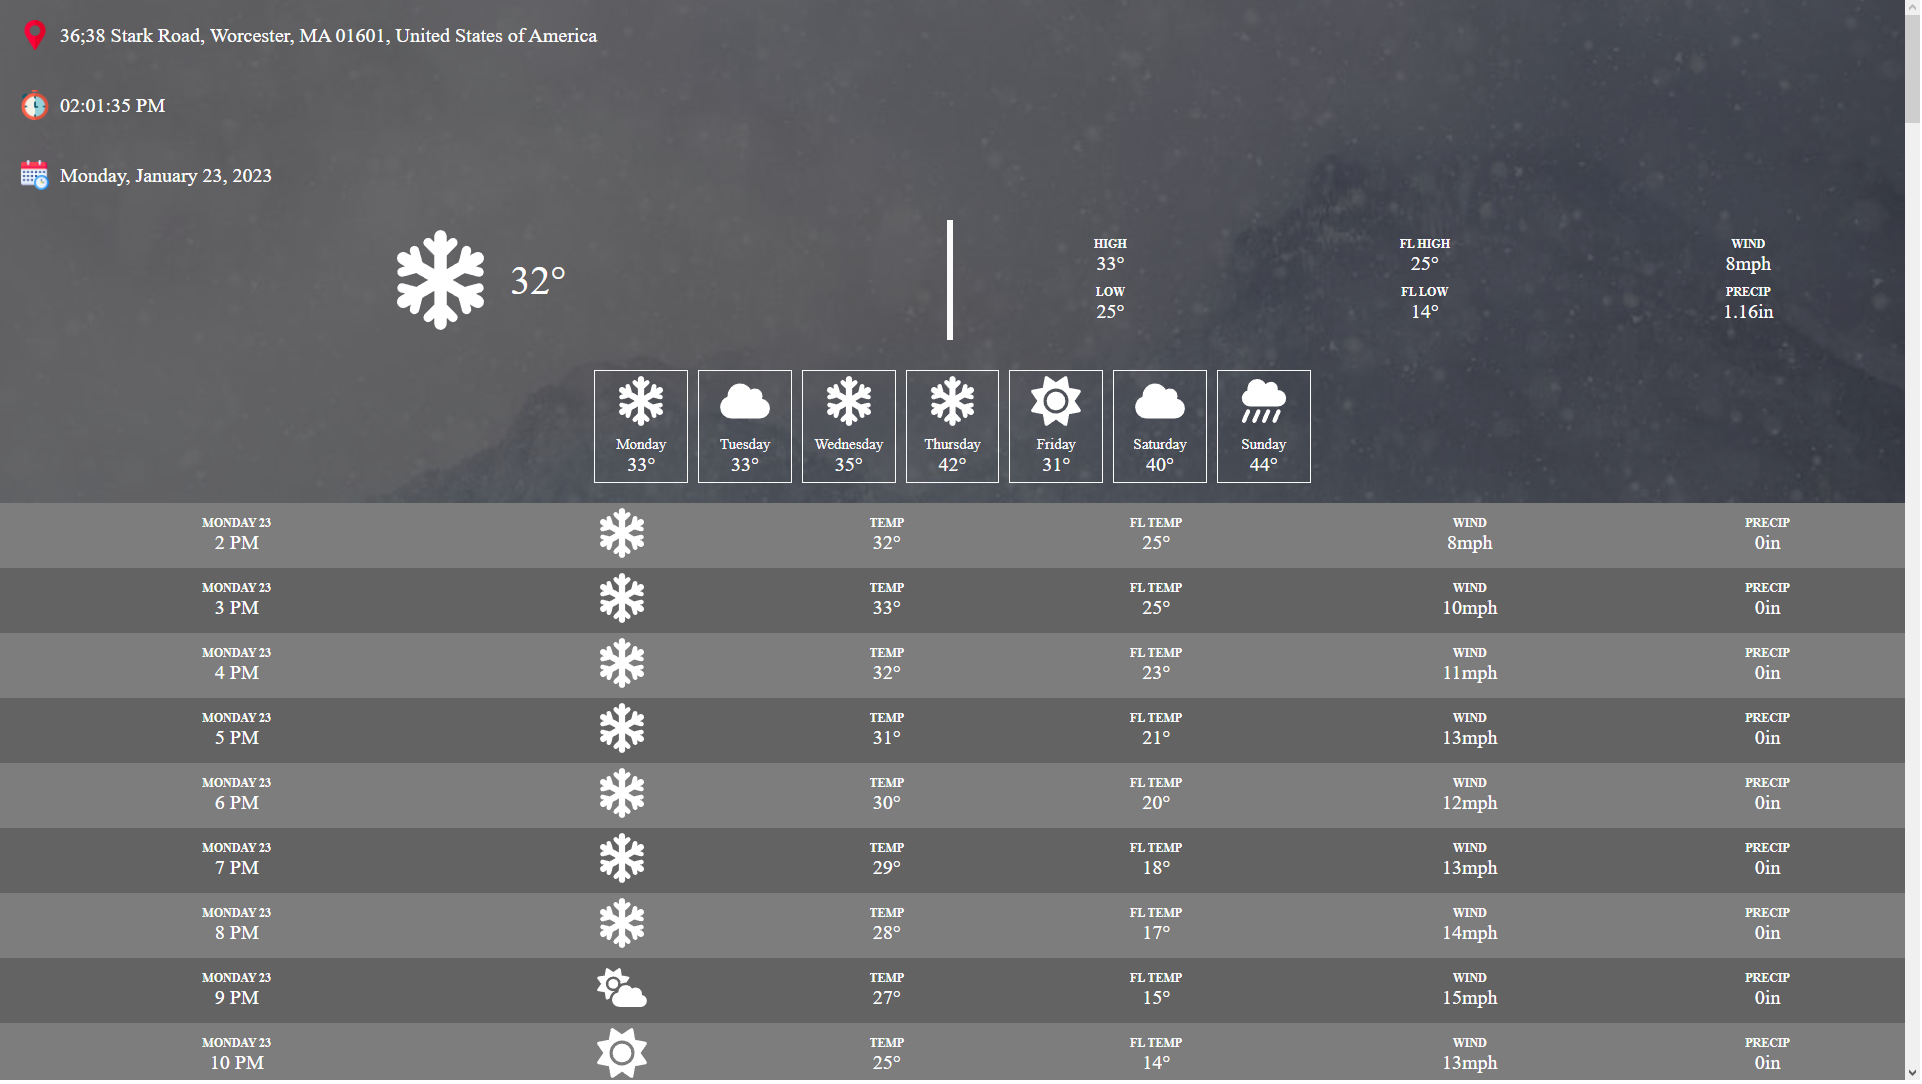 36;38 Stark Road, Worcester, MA 01601, United States of America
02:01:35 PM
Monday, January 23, 2023
32°
HIGH FL HIGH WIND
33° 25° 8mph
LOW FL LOW PRECIP
25° 14° 1.16in
Monday Tuesday Wednesday Thursday Friday Saturday Sunday
33° 33° 35° 42° 31° 40° 44°
MONDAY 23 TEMP FL TEMP WIND PRECIP
2 PM 32° 25° 8mph 0in
MONDAY 23 TEMP FL TEMP WIND PRECIP
3 PM 33° 25° 10mph 0in
MONDAY 23 TEMP FL TEMP WIND PRECIP
4 PM 32° 23° 11mph 0in
MONDAY 23 TEMP FL TEMP WIND PRECIP
5 PM 31° 21° 13mph 0in
MONDAY 23 TEMP FL TEMP WIND PRECIP
6 PM 30° 20° 12mph 0in
MONDAY 23 TEMP FL TEMP WIND PRECIP
7 PM 29° 18° 13mph 0in
MONDAY 23 TEMP FL TEMP WIND PRECIP
8 PM 28° 17° 14mph 0in
MONDAY 23 TEMP FL TEMP WIND PRECIP
9 PM 27° 15° 15mph 0in
MONDAY 23 TEMP FL TEMP WIND PRECIP
10 PM 25° 14° 13mph 0in